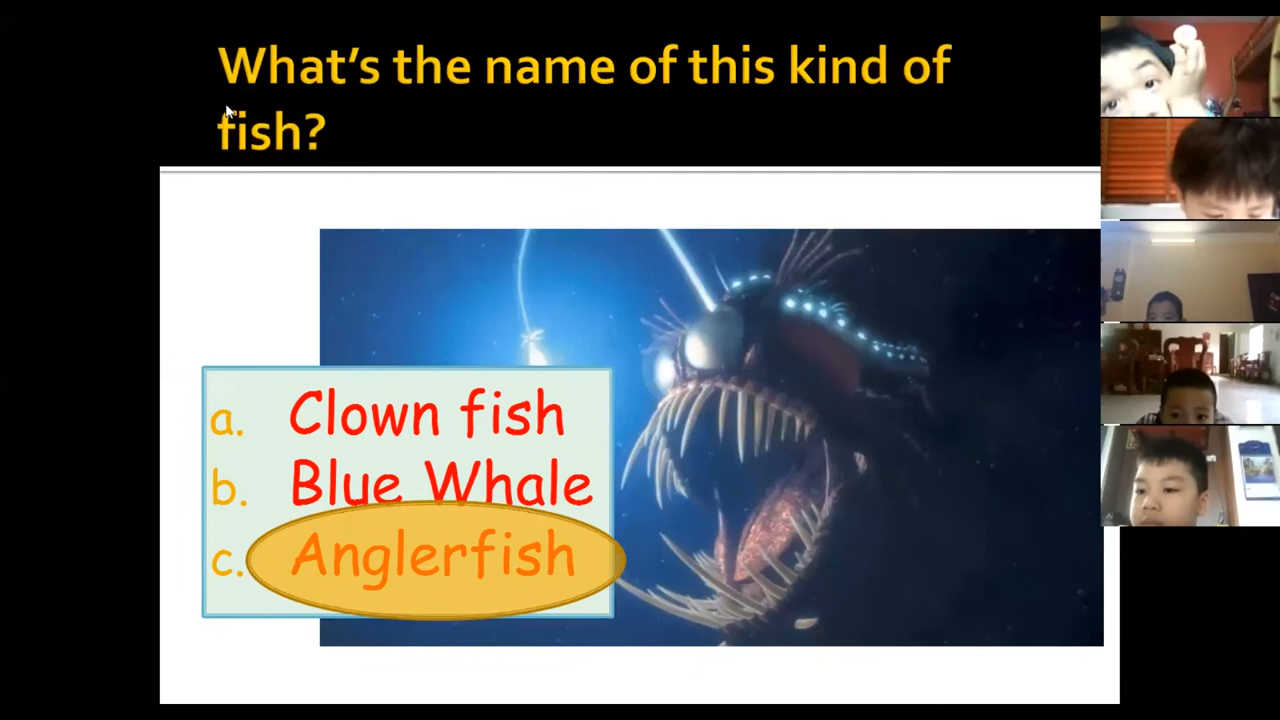 What's the name of this kind of
fish?
a. Clown fish
b. Blue Whale
c. Anglerfish